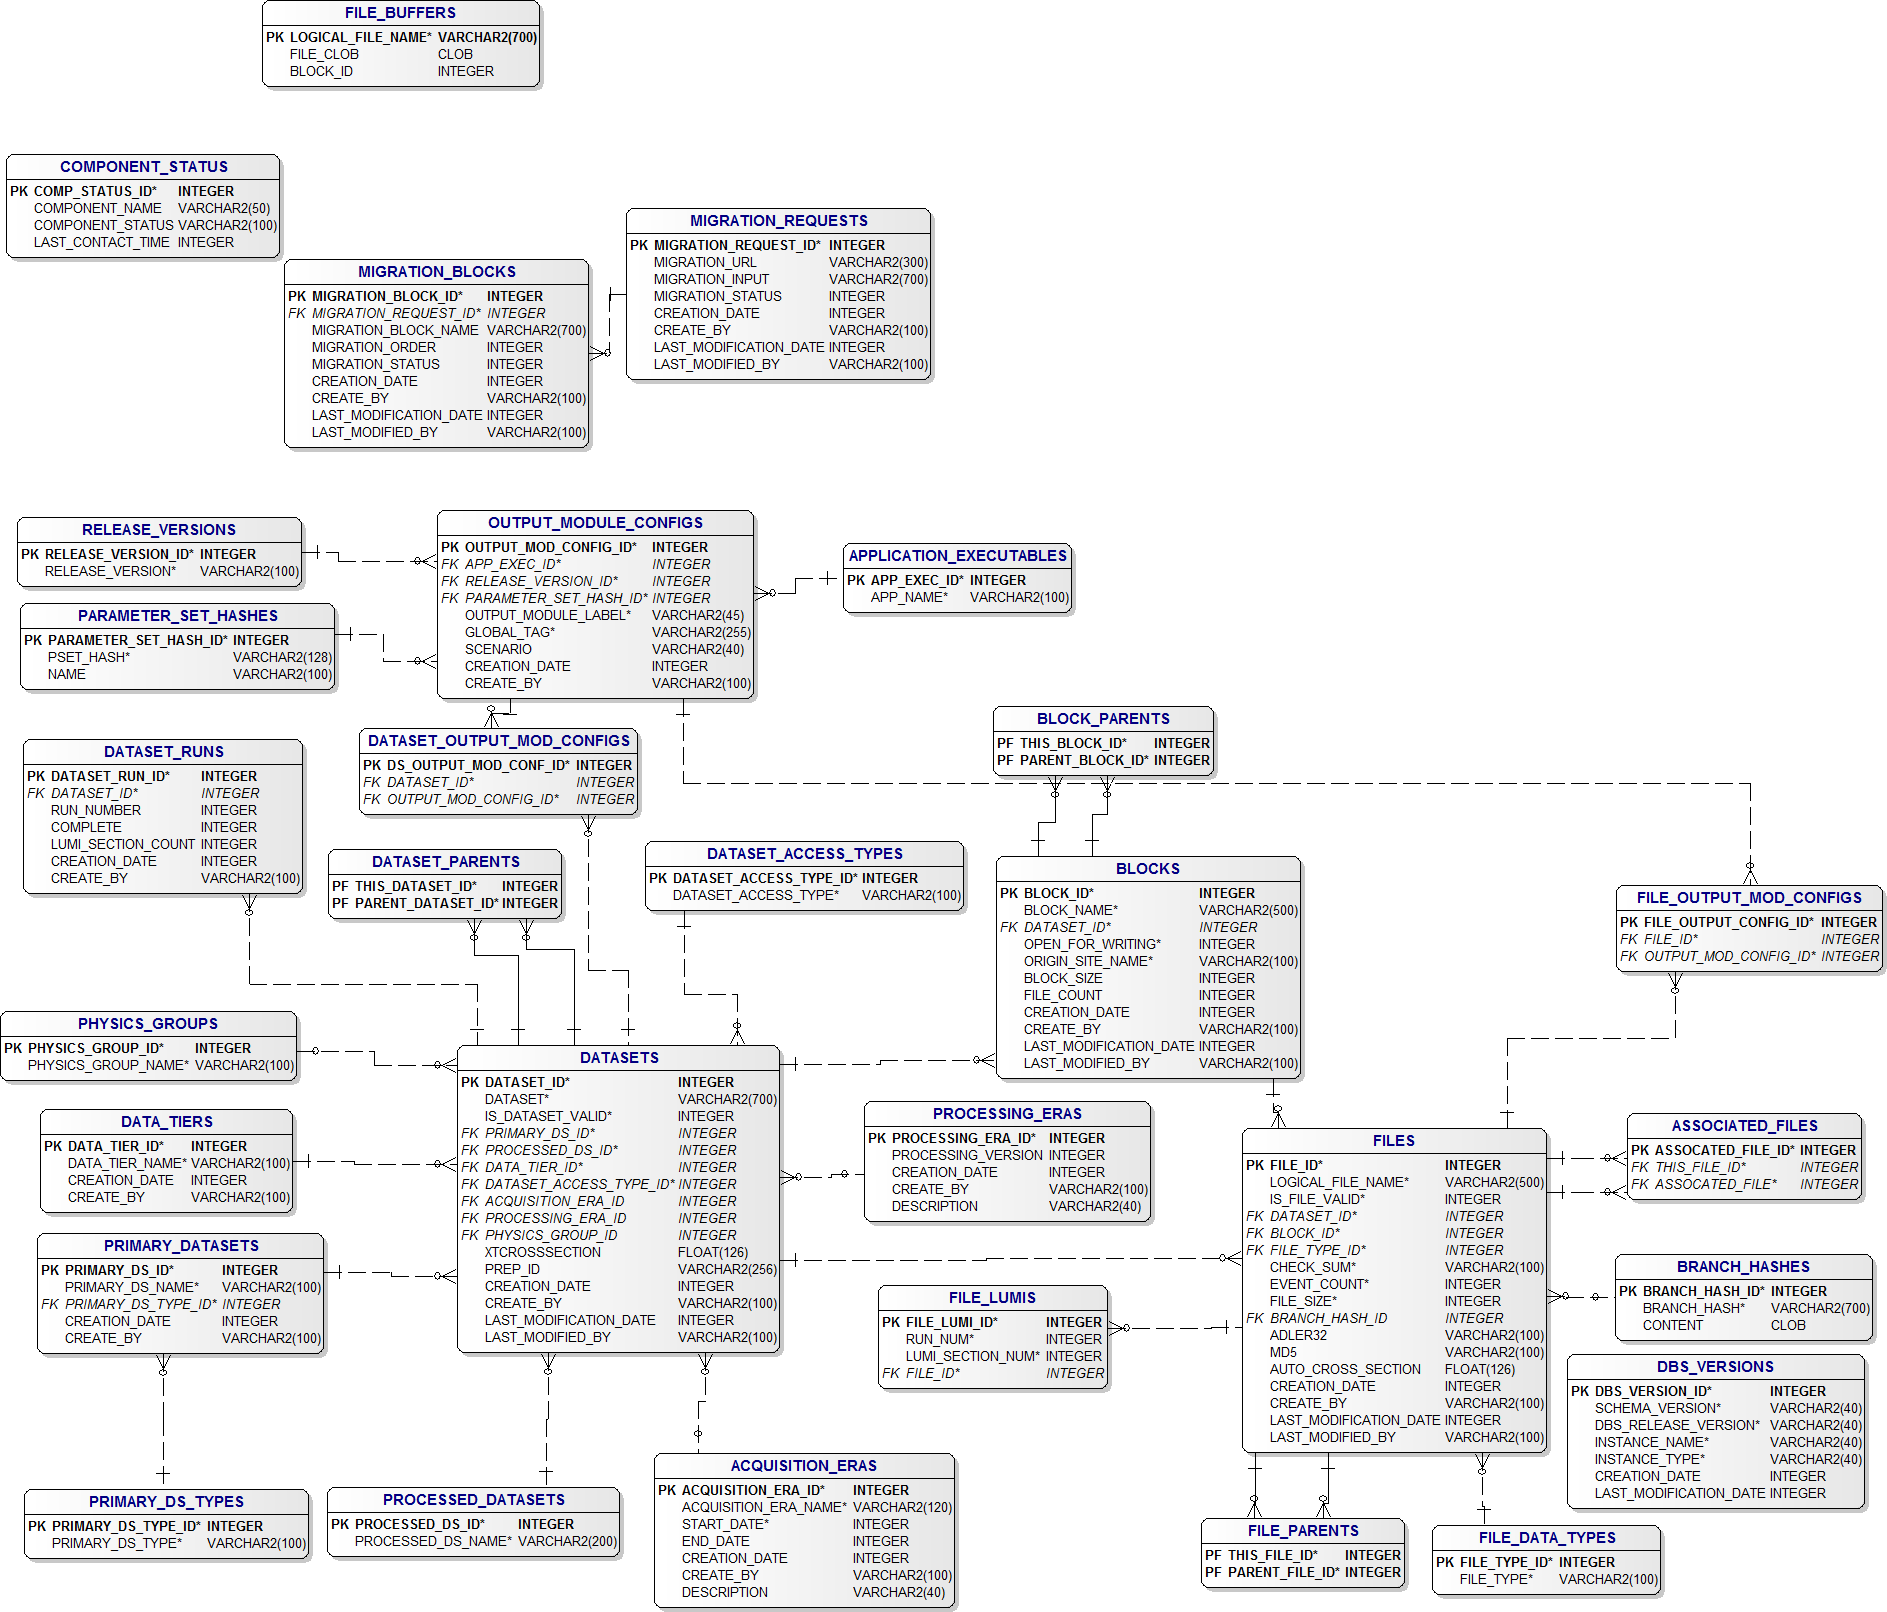 FILE_BUFFERS
PK LOGICAL_FILE_NAME* VARCHAR2(700)
FILE_CLOB CLOB
BLOCK_ID INTEGER
COMPONENT_STATUS
PK COMP_STATUS_ID* INTEGER
COMPONENT_NAME VARCHAR2(50)
COMPONENT_STATUS VARCHAR2(100)
LAST_CONTACT_TIME INTEGER
MIGRATION_REQUESTS
PK MIGRATION_REQUEST_ID* INTEGER
MIGRATION_URL VARCHAR2(300)
MIGRATION_INPUT VARCHAR2(700)
MIGRATION_STATUS INTEGER
CREATION_DATE INTEGER
CREATE_BY VARCHAR2(100)
LAST_MODIFICATION_DATE INTEGER
LAST_MODIFIED_BY VARCHAR2(100)
MIGRATION_BLOCKS
PK MIGRATION_BLOCK_ID* INTEGER
FK MIGRATION_REQUEST_ID* INTEGER
MIGRATION_BLOCK_NAME VARCHAR2(700)
MIGRATION_ORDER INTEGER
MIGRATION_STATUS INTEGER
CREATION_DATE INTEGER
CREATE_BY VARCHAR2(100)
LAST_MODIFICATION_DATE INTEGER
LAST_MODIFIED_BY VARCHAR2(100)
RELEASE_VERSIONS
PK RELEASE_VERSION_ID* INTEGER
RELEASE_VERSION* VARCHAR2(100)
OUTPUT_MODULE_CONFIGS
PK OUTPUT_MOD_CONFIG_ID* INTEGER
FK APP_EXEC_ID* INTEGER
FK RELEASE_VERSION_ID* INTEGER
FK PARAMETER_SET_HASH_ID* INTEGER
OUTPUT_MODULE_LABEL* VARCHAR2(45)
GLOBAL_TAG* VARCHAR2(255)
SCENARIO VARCHAR2(40)
CREATION_DATE INTEGER
CREATE_BY VARCHAR2(100)
APPLICATION_EXECUTABLES
PK APP_EXEC_ID* INTEGER
APP_NAME* VARCHAR2(100)
PARAMETER_SET_HASHES
PK PARAMETER_SET_HASH_ID* INTEGER
PSET_HASH* VARCHAR2(128)
NAME VARCHAR2(100)
BLOCK_PARENTS
PF THIS_BLOCK_ID* INTEGER
PF PARENT_BLOCK_ID* INTEGER
DATASET_OUTPUT_MOD_CONFIGS
PK DS_OUTPUT_MOD_CONF_ID* INTEGER
FK DATASET_ID* INTEGER
FK OUTPUT_MOD_CONFIG_ID* INTEGER
DATASET_RUNS
PK DATASET_RUN_ID* INTEGER
FK DATASET_ID* INTEGER
RUN_NUMBER INTEGER
COMPLETE INTEGER
LUMI_SECTION_COUNT INTEGER
CREATION_DATE INTEGER
CREATE_BY VARCHAR2(100)
DATASET_PARENTS
PF THIS_DATASET_ID* INTEGER
PF PARENT_DATASET_ID* INTEGER
DATASET_ACCESS_TYPES
PK DATASET_ACCESS_TYPE_ID* INTEGER
DATASET_ACCESS_TYPE* VARCHAR2(100)
BLOCKS
PK BLOCK_ID* INTEGER
BLOCK_NAME* VARCHAR2(500)
FK DATASET_ID* INTEGER
OPEN_FOR_WRITING* INTEGER
ORIGIN_SITE_NAME* VARCHAR2(100)
BLOCK_SIZE INTEGER
FILE_COUNT INTEGER
CREATION_DATE INTEGER
CREATE_BY VARCHAR2(100)
LAST_MODIFICATION_DATE INTEGER
LAST_MODIFIED_BY VARCHAR2(100)
FILE_OUTPUT_MOD_CONFIGS
PK FILE_OUTPUT_CONFIG_ID* INTEGER
FK FILE_ID* INTEGER
FK OUTPUT_MOD_CONFIG_ID* INTEGER
PHYSICS_GROUPS
PK PHYSICS_GROUP_ID* INTEGER
PHYSICS_GROUP_NAME* VARCHAR2(100)
DATASETS
PK DATASET_ID* INTEGER
DATASET* VARCHAR2(700)
IS_DATASET_VALID* INTEGER
FK PRIMARY_DS_ID* INTEGER
FK PROCESSED_DS_ID* INTEGER
FK DATA_TIER_ID* INTEGER
FK DATASET_ACCESS_TYPE_ID* INTEGER
FK ACQUISITION_ERA_ID INTEGER
FK PROCESSING_ERA_ID INTEGER
FK PHYSICS_GROUP_ID INTEGER
XTCROSSSECTION FLOAT(126)
PREP_ID VARCHAR2(256)
CREATION_DATE INTEGER
CREATE_BY VARCHAR2(100)
LAST_MODIFICATION_DATE INTEGER
LAST_MODIFIED_BY VARCHAR2(100)
DATA_TIERS
PK DATA_TIER_ID* INTEGER
DATA_TIER_NAME* VARCHAR2(100)
CREATION_DATE INTEGER
CREATE_BY VARCHAR2(100)
PROCESSING_ERAS
PK PROCESSING_ERA_ID* INTEGER
PROCESSING_VERSION INTEGER
CREATION_DATE INTEGER
CREATE_BY VARCHAR2(100)
DESCRIPTION VARCHAR2(40)
FILES
PK FILE_ID* INTEGER
LOGICAL_FILE_NAME* VARCHAR2(500)
IS_FILE_VALID* INTEGER
FK DATASET_ID* INTEGER
FK BLOCK_ID* INTEGER
FK FILE_TYPE_ID* INTEGER
CHECK_SUM* VARCHAR2(100)
EVENT_COUNT* INTEGER
FILE_SIZE* INTEGER
FK BRANCH_HASH_ID INTEGER
ADLER32 VARCHAR2(100)
MD5 VARCHAR2(100)
AUTO_CROSS_SECTION FLOAT(126)
CREATION_DATE INTEGER
CREATE_BY VARCHAR2(100)
LAST_MODIFICATION_DATE INTEGER
LAST_MODIFIED_BY VARCHAR2(100)
ASSOCIATED_FILES
PK ASSOCATED_FILE_ID* INTEGER
FK THIS_FILE_ID* INTEGER
FK ASSOCATED_FILE* INTEGER
PRIMARY_DATASETS
PK PRIMARY_DS_ID* INTEGER
PRIMARY_DS_NAME* VARCHAR2(100)
FK PRIMARY_DS_TYPE_ID* INTEGER
CREATION_DATE INTEGER
CREATE_BY VARCHAR2(100)
BRANCH_HASHES
PK BRANCH_HASH_ID* INTEGER
BRANCH_HASH* VARCHAR2(700)
CONTENT CLOB
FILE_LUMIS
PK FILE_LUMI_ID* INTEGER
RUN_NUM* INTEGER
LUMI_SECTION_NUM* INTEGER
FK FILE_ID* INTEGER
DBS_VERSIONS
PK DBS_VERSION_ID* INTEGER
SCHEMA_VERSION* VARCHAR2(40)
DBS_RELEASE_VERSION* VARCHAR2(40)
INSTANCE_NAME* VARCHAR2(40)
INSTANCE_TYPE* VARCHAR2(40)
CREATION_DATE INTEGER
LAST_MODIFICATION_DATE INTEGER
PRIMARY_DS_TYPES
PK PRIMARY_DS_TYPE_ID* INTEGER
PRIMARY_DS_TYPE* VARCHAR2(100)
PROCESSED_DATASETS
PK PROCESSED_DS_ID* INTEGER
PROCESSED_DS_NAME* VARCHAR2(200)
ACQUISITION_ERAS
PK ACQUISITION_ERA_ID* INTEGER
ACQUISITION_ERA_NAME* VARCHAR2(120)
START_DATE* INTEGER
END_DATE INTEGER
CREATION_DATE INTEGER
CREATE_BY VARCHAR2(100)
DESCRIPTION VARCHAR2(40)
FILE_PARENTS
PF THIS_FILE_ID* INTEGER
PF PARENT_FILE_ID* INTEGER
FILE_DATA_TYPES
PK FILE_TYPE_ID* INTEGER
FILE_TYPE* VARCHAR2(100)